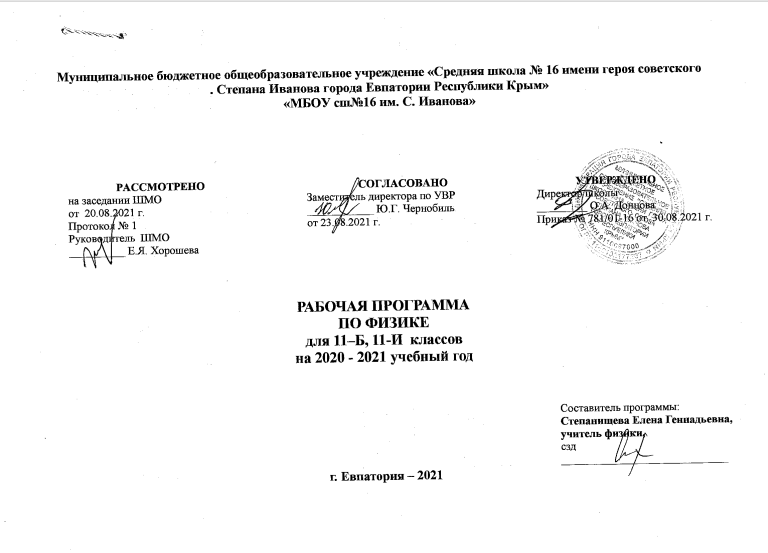 Муниципальное бюджетное общеобразовательное учреждение «Средняя школа № 16 имени героя советского
. Степана Иванова города Евпатории Республики Крым»
«МБОУ сш№16 им. С. Иванова»
РАССМОТРЕНО
на заседании ШМО
от 20.08.2021 г.
Протокол № 1
Руководитель ШМО
__________ Е.Я. Хорошева
СОГЛАСОВАНО
Заместитель директора по УВР
____________ Ю.Г. Чернобиль
от 23.08.2021 г.
УТВЕРЖДЕНО
Директор школы
О.А. Донцова
Приказ № 781/01-16 от 30.08.2021 г.
РАБОЧАЯ ПРОГРАММА
ПО ФИЗИКЕ
для 11–Б, 11-И классов
на 2020 - 2021 учебный год
Составитель программы:
Степанищева Елена Геннадьевна,
учитель физики,
сзд
г. Евпатория – 2021